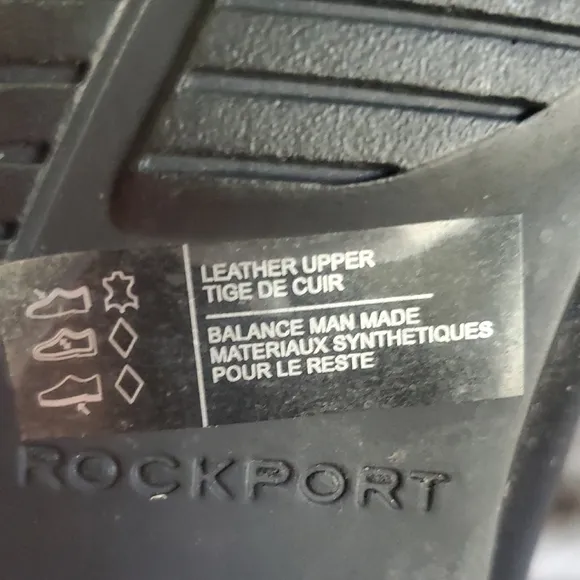 LEATHER UPPER
TIGE DE CUIR
BALANCE MAN MADE
MATERIAUX SYNTHETIQUES
POUR LE RESTE
ROCKPORT